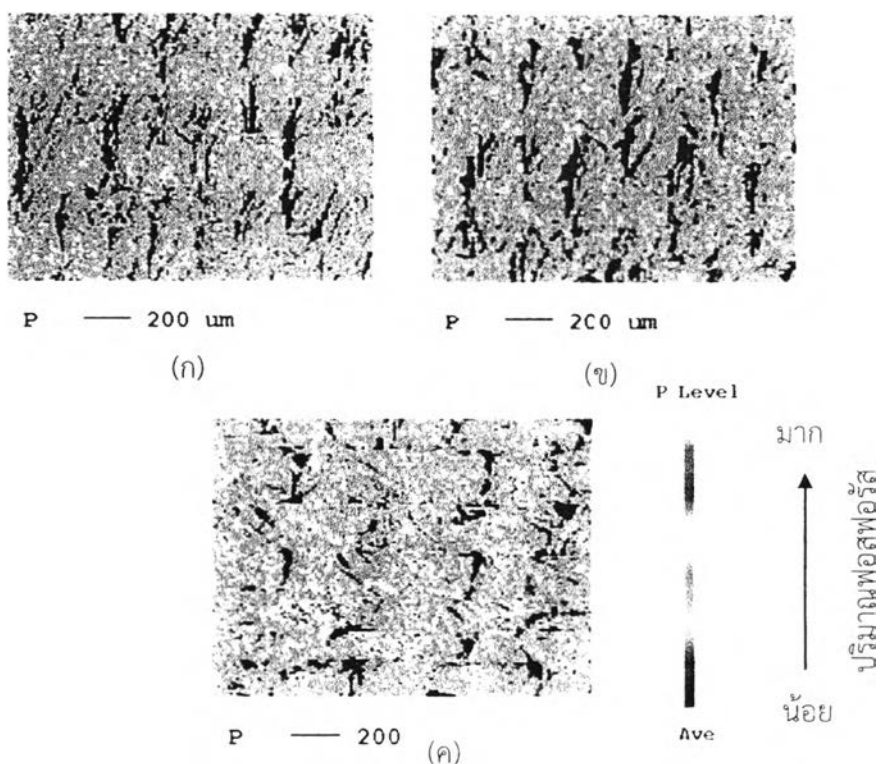 P 200 um
P 2C0 um
(ก)
(ข)
P Level
มาก
ปริมาณฟอสฟอรัส
น้อย
Ave
P 200
(ค)